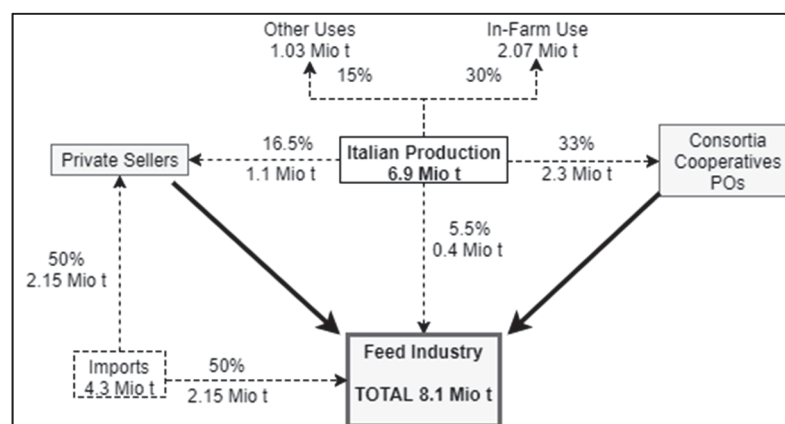 Other Uses
1.03 Mio t
15%
In-Farm Use
2.07 Mio t
30%
Private Sellers
16.5%
1.1 Mio t
Italian Production
6.9 Mio t
33%
2.3 Mio t
Consortia
Cooperatives
POs
5.5%
0.4 Mio t
50%
2.15 Mio t
Imports
4.3 Mio t
50%
2.15 Mio t
Feed Industry
TOTAL 8.1 Mio t